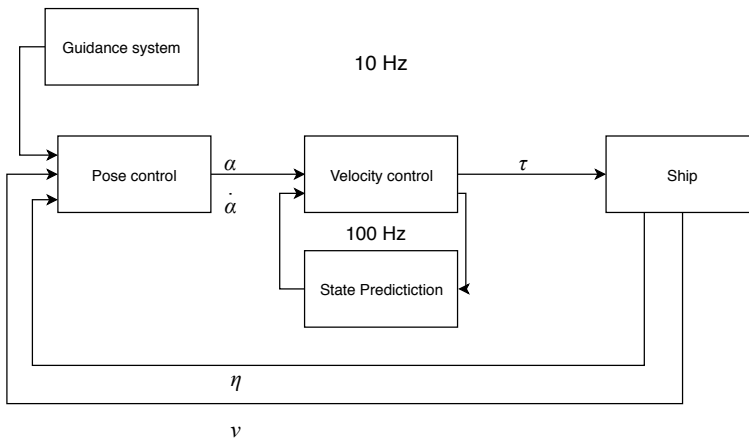 Guidance system
10 Hz
Pose control
α
α̇
Velocity control
τ
Ship
100 Hz
State Predictiction
η
ν